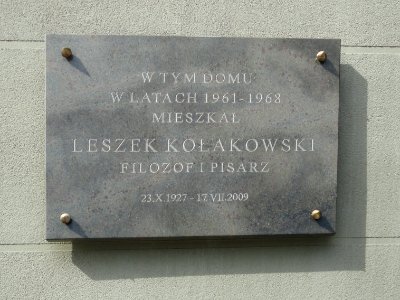 W TYM DOMU
W LATACH 1961-1968
MIESZKAŁ
LESZEK KOŁAKOWSKI
FILOZOF I PISARZ
23.X.1927 - 17.VII.2009